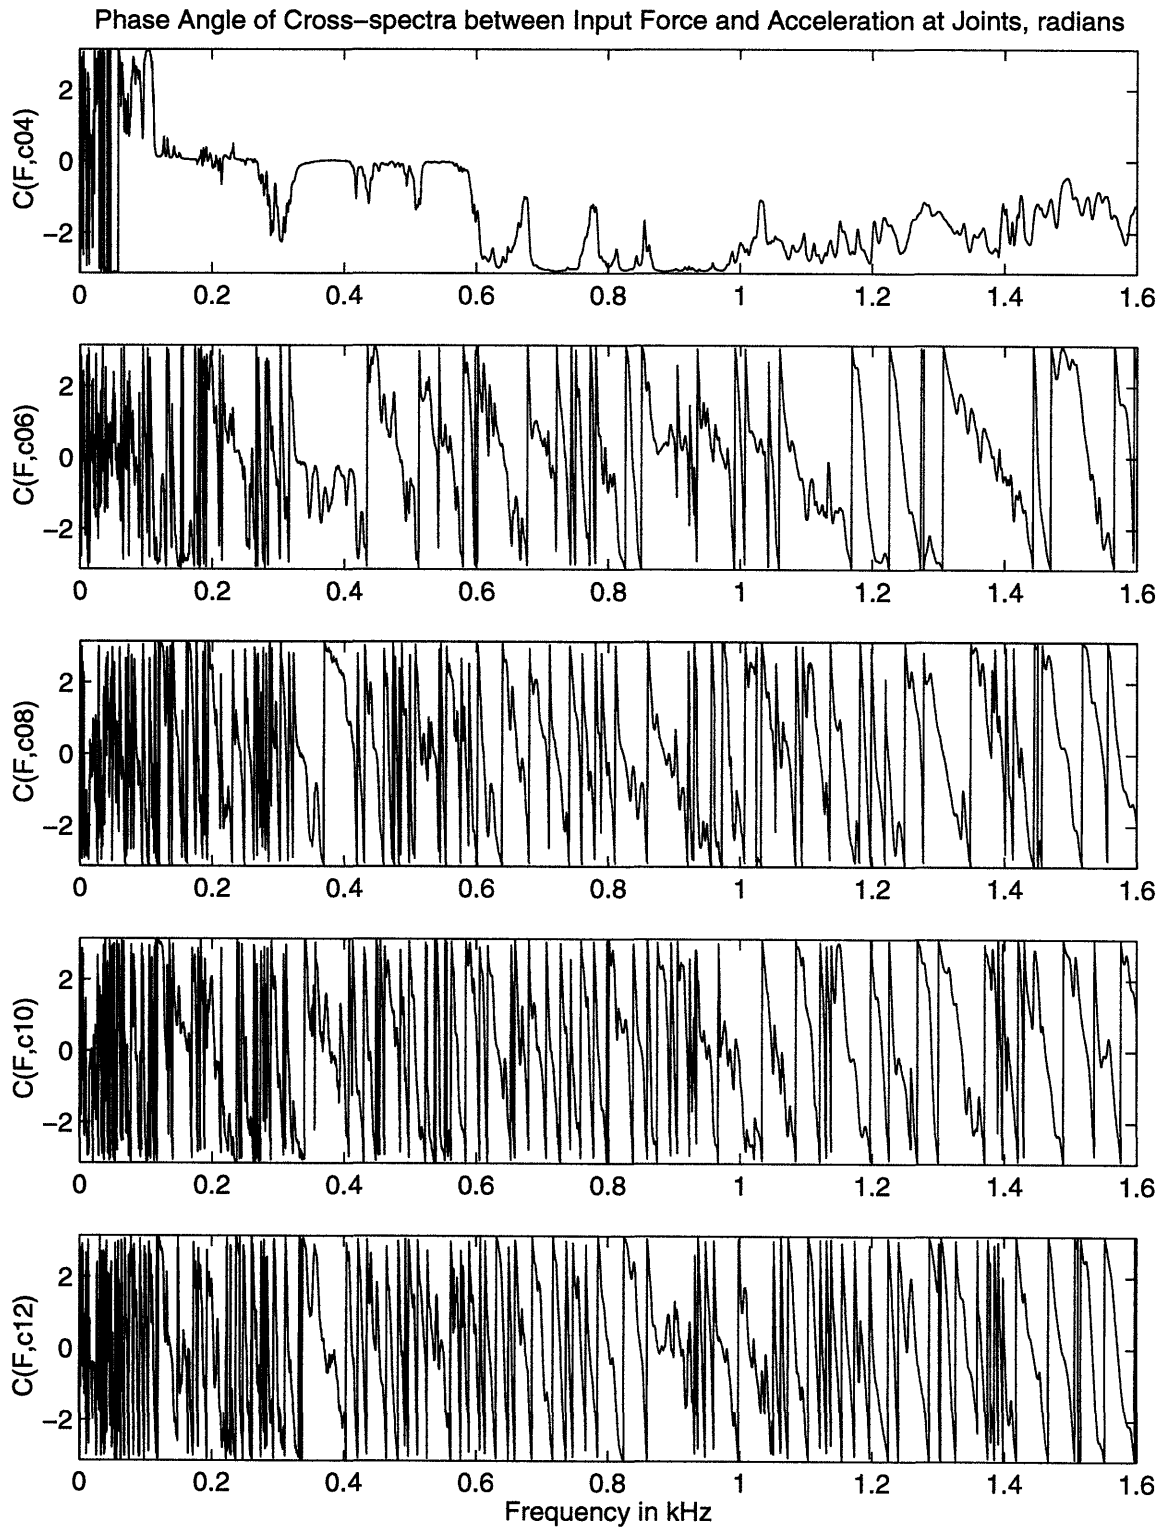 Phase Angle of Cross-spectra between Input Force and Acceleration at Joints, radians
C(F,c04)
2
0
−2
0 0.2 0.4 0.6 0.8 1 1.2 1.4 1.6
C(F,c06)
2
0
−2
0 0.2 0.4 0.6 0.8 1 1.2 1.4 1.6
C(F,c08)
2
0
−2
0 0.2 0.4 0.6 0.8 1 1.2 1.4 1.6
C(F,c10)
2
0
−2
0 0.2 0.4 0.6 0.8 1 1.2 1.4 1.6
C(F,c12)
2
0
−2
0 0.2 0.4 0.6 0.8 1 1.2 1.4 1.6
Frequency in kHz